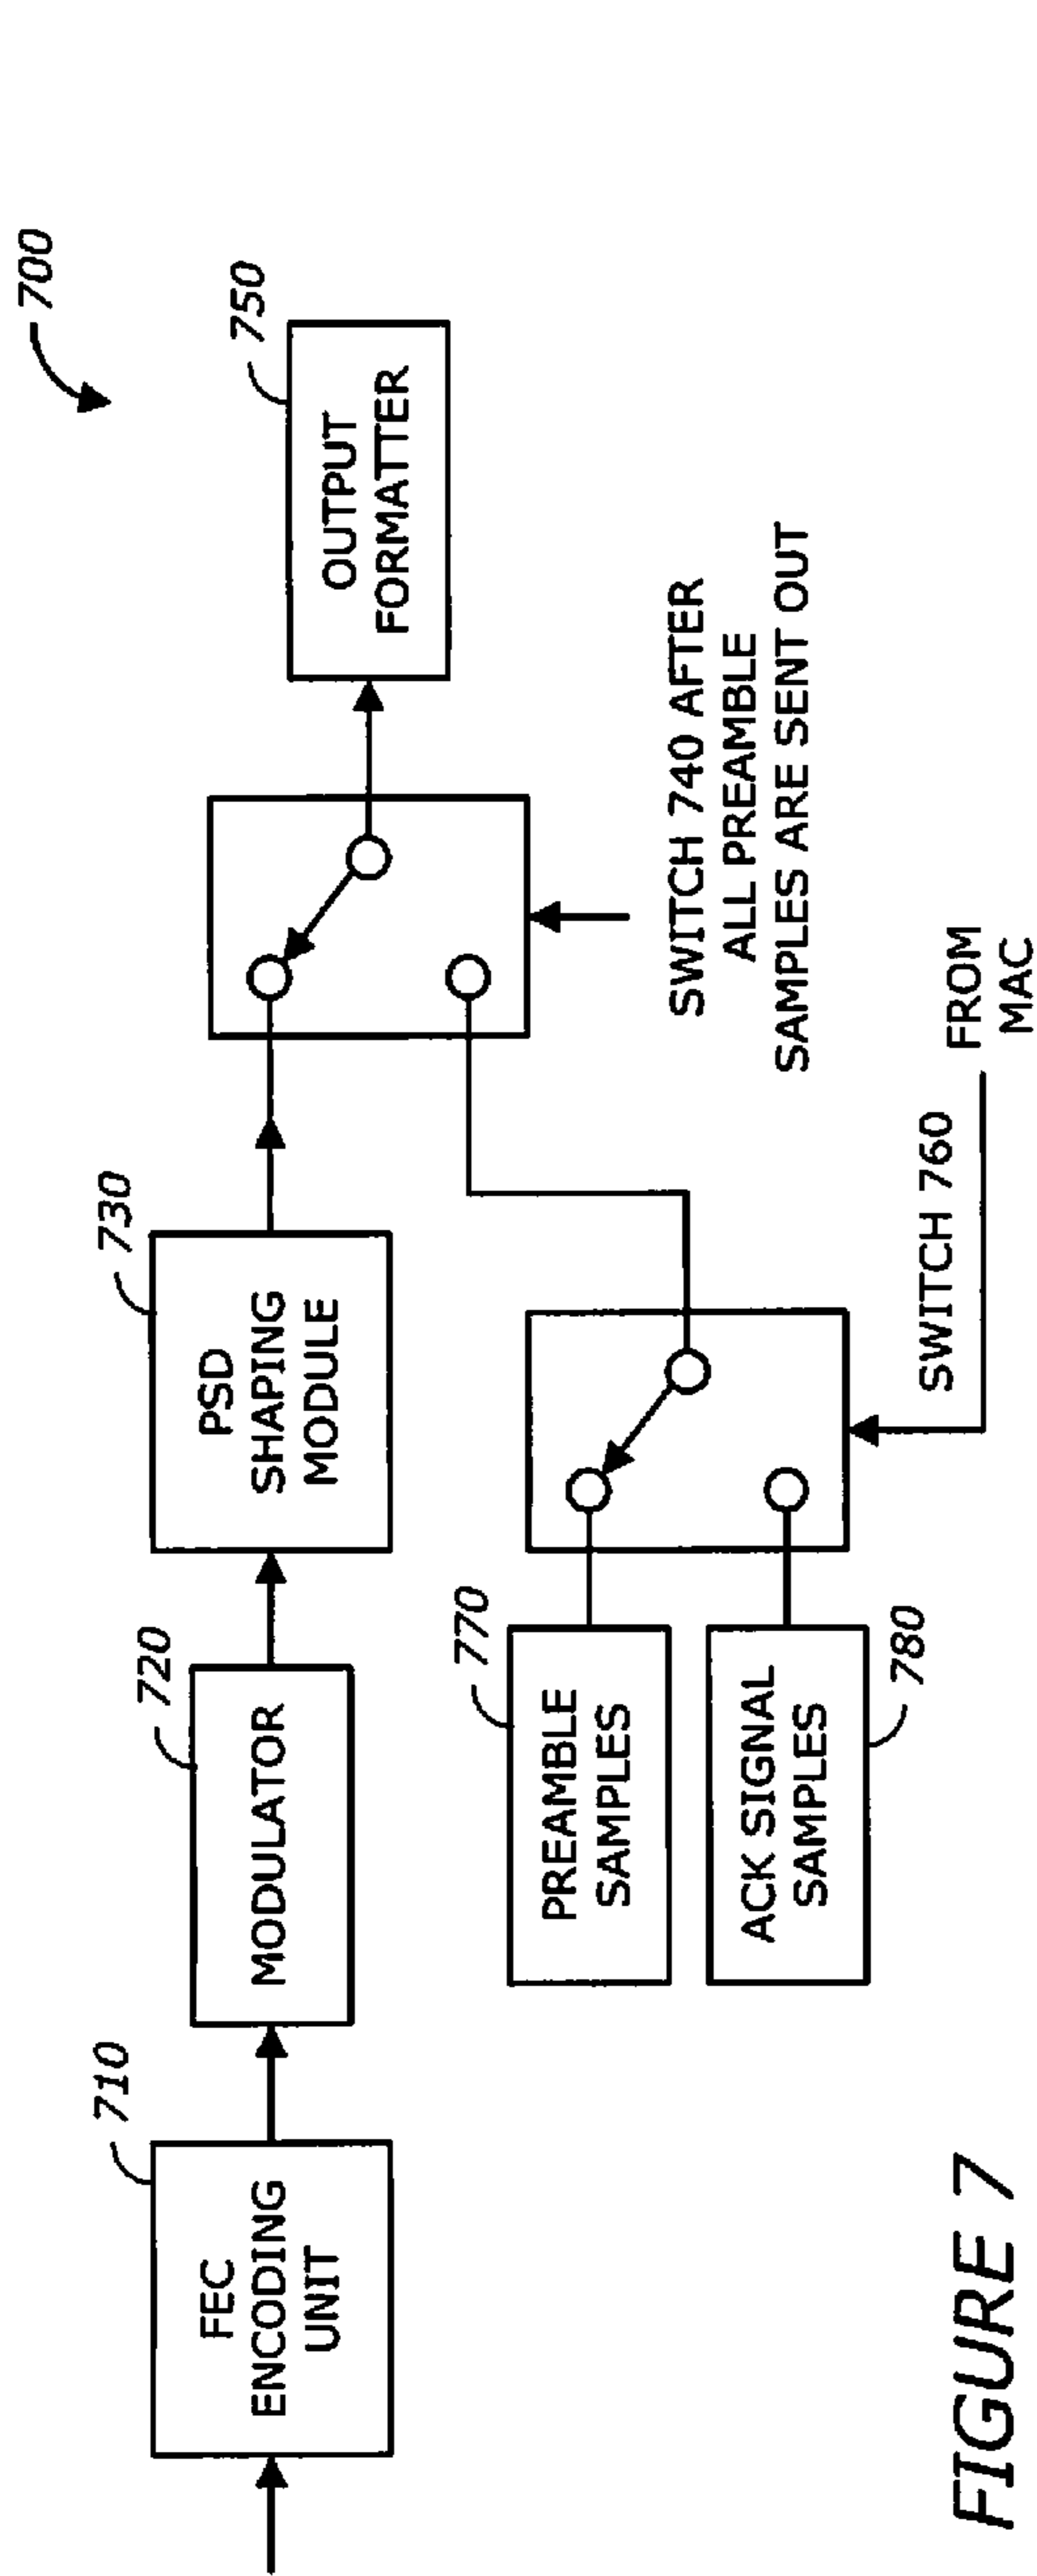 700
710
FEC
ENCODING
UNIT
720
MODULATOR
730
PSD
SHAPING
MODULE
750
OUTPUT
FORMATTER
SWITCH 740 AFTER
ALL PREAMBLE
SAMPLES ARE SENT OUT
770
PREAMBLE
SAMPLES
ACK SIGNAL
SAMPLES
780
SWITCH 760
FROM
MAC
FIGURE 7